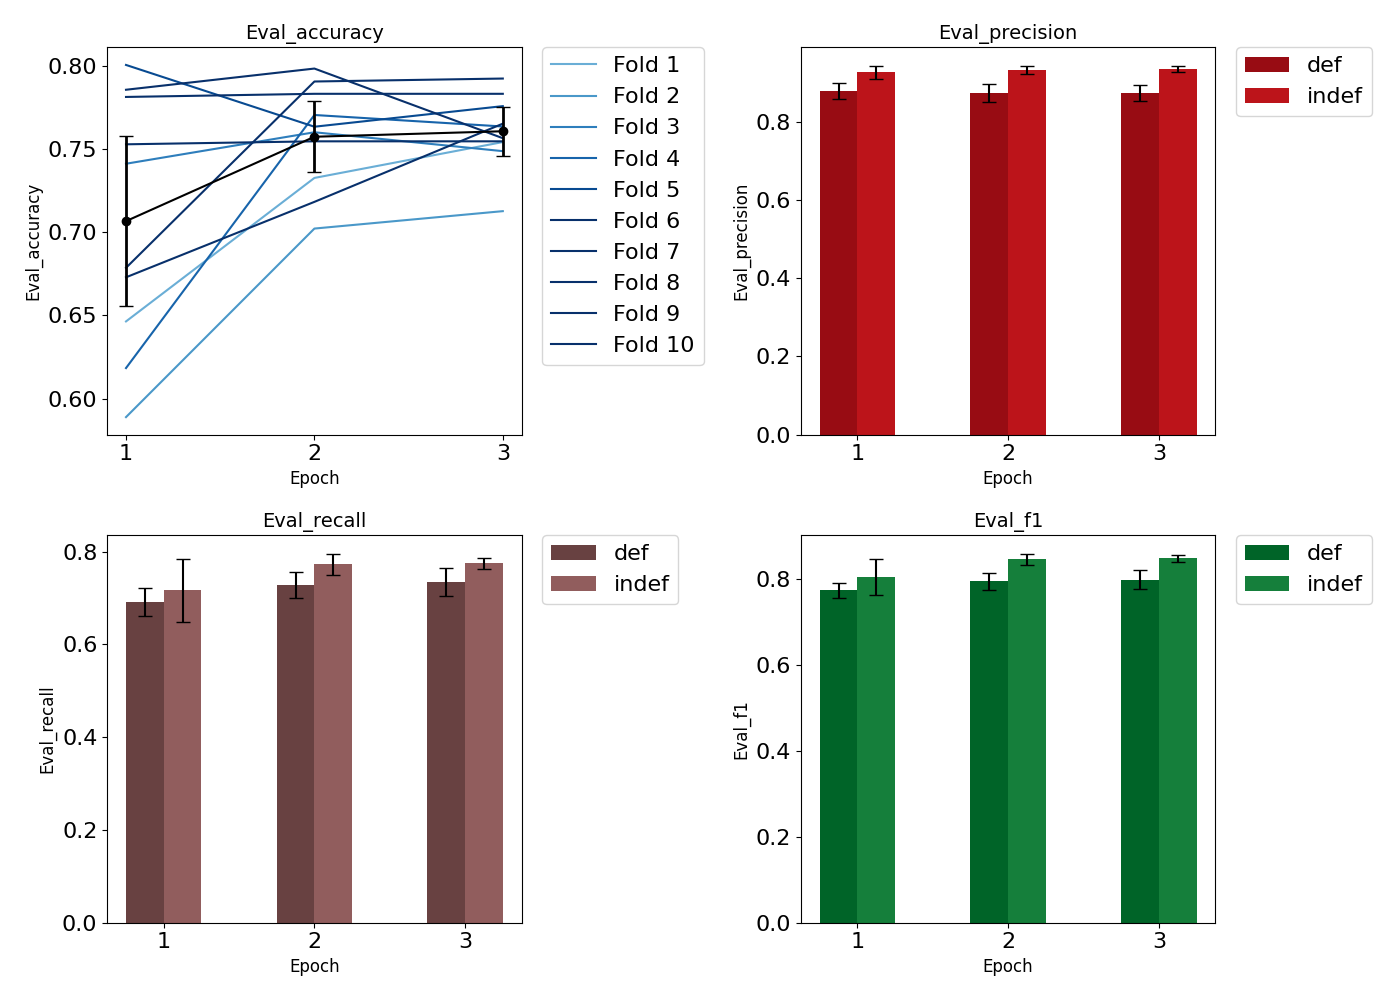 Eval_accuracy
Eval_accuracy
0.80
0.75
0.70
0.65
0.60
1 2 3
Epoch
Fold 1
Fold 2
Fold 3
Fold 4
Fold 5
Fold 6
Fold 7
Fold 8
Fold 9
Fold 10
Eval_precision
Eval_precision
0.8
0.6
0.4
0.2
0.0
1 2 3
Epoch
def
indef
Eval_recall
Eval_recall
0.8
0.6
0.4
0.2
0.0
1 2 3
Epoch
def
indef
Eval_f1
Eval_f1
0.8
0.6
0.4
0.2
0.0
1 2 3
Epoch
def
indef